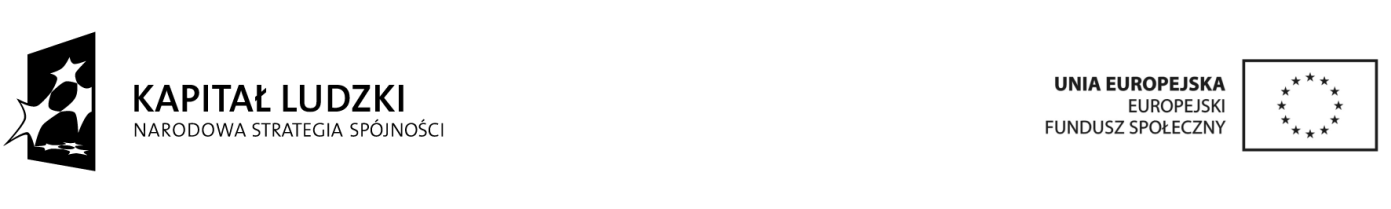 KAPITAŁ LUDZKI
NARODOWA STRATEGIA SPÓJNOŚCI
UNIA EUROPEJSKA
EUROPEJSKI
FUNDUSZ SPOŁECZNY